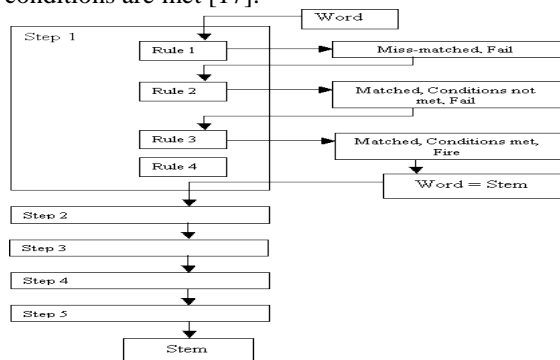 conditions are met [17].
Word
Step 1
Rule 1
Miss-matched, Fail
Rule 2
Matched, Conditions not
met, Fail
Rule 3
Matched, Conditions met,
Fire
Rule 4
Word = Stem
Step 2
Step 3
Step 4
Step 5
Stem